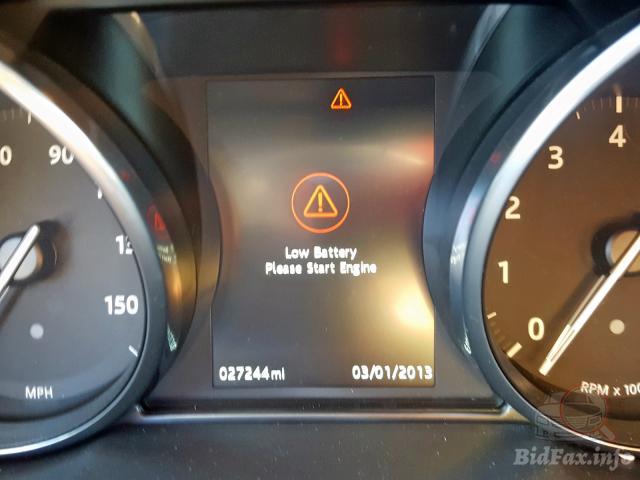 90
150
MPH
Low Battery
Please Start Engine
027244mi
03/01/2013
4
3
2
1
0
RPM x 100
BidFax.info